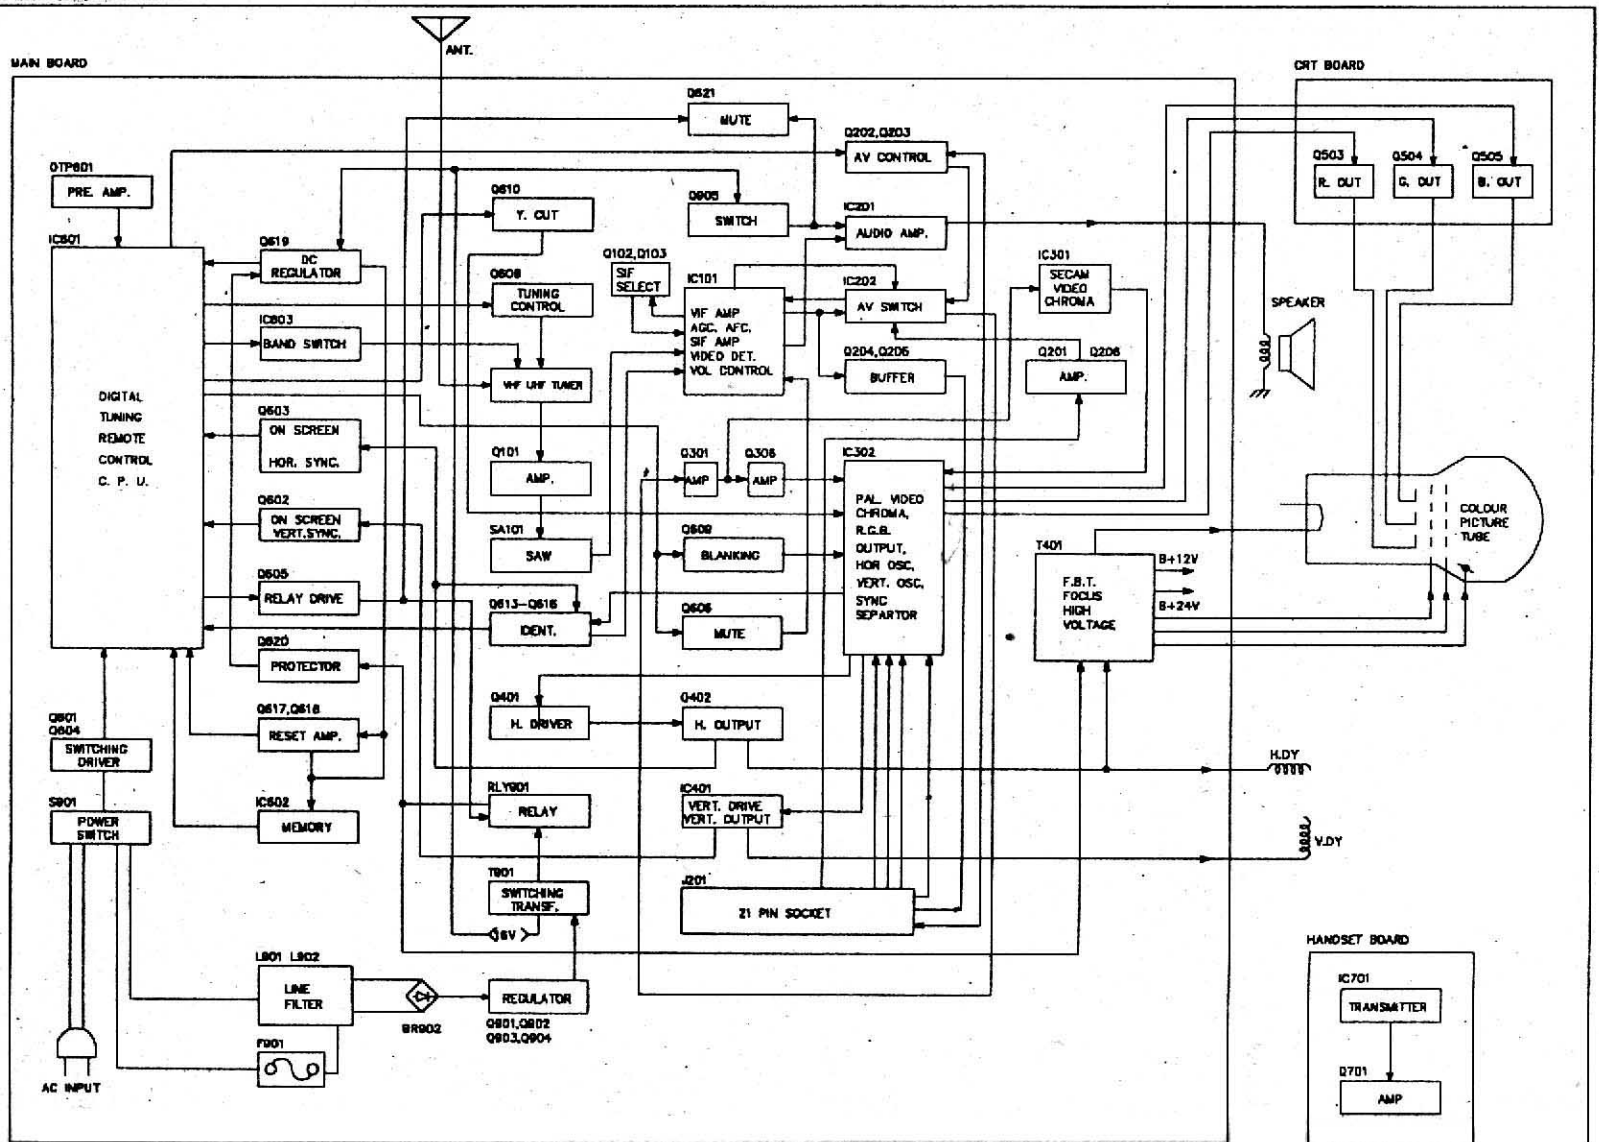 ANT.
MAIN BOARD
CRT BOARD
Q621
MUTE
Q202,Q203
AV CONTROL
Q503
R. OUT
Q504
G. OUT
Q505
B. OUT
OTP601
PRE. AMP.
Q610
Y. CUT
Q905
SWITCH
IC201
AUDIO AMP.
IC601
DIGITAL
TUNING
REMOTE
CONTROL
C. P. U.
Q619
DC
REGULATOR
Q608
TUNING
CONTROL
Q102,Q103
SIF
SELECT
IC101
VIF AMP
AGC, AFC,
SIF AMP
VIDEO DET.
VOL CONTROL
IC202
AV SWITCH
IC301
SECAM
VIDEO
CHROMA
SPEAKER
IC603
BAND SWITCH
VHF UHF TUNER
Q204,Q205
BUFFER
Q201 Q206
AMP.
Q603
ON SCREEN
HOR. SYNC.
Q101
AMP.
Q301
AMP
Q306
AMP
IC302
PAL. VIDEO
CHROMA,
R.G.B.
OUTPUT,
HOR OSC,
VERT. OSC,
SYNC
SEPARTOR
Q602
ON SCREEN
VERT.SYNC.
SA101
SAW
Q609
BLANKING
COLOUR
PICTURE
TUBE
T401
F.B.T.
FOCUS
HIGH
VOLTAGE
B+12V
B+24V
Q605
RELAY DRIVE
Q613-Q616
IDENT.
Q606
MUTE
Q620
PROTECTOR
Q617,Q618
RESET AMP.
Q401
H. DRIVER
Q402
H. OUTPUT
Q601
Q604
SWITCHING
DRIVER
H.DY
S901
POWER
SWITCH
IC602
MEMORY
RLY901
RELAY
IC401
VERT. DRIVE
VERT. OUTPUT
V.DY
T901
SWITCHING
TRANSF.
J201
21 PIN SOCKET
HANDSET BOARD
L901 L902
LINE
FILTER
BR902
REGULATOR
Q901,Q902
Q903,Q904
IC701
TRANSMITTER
F901
AC INPUT
Q701
AMP